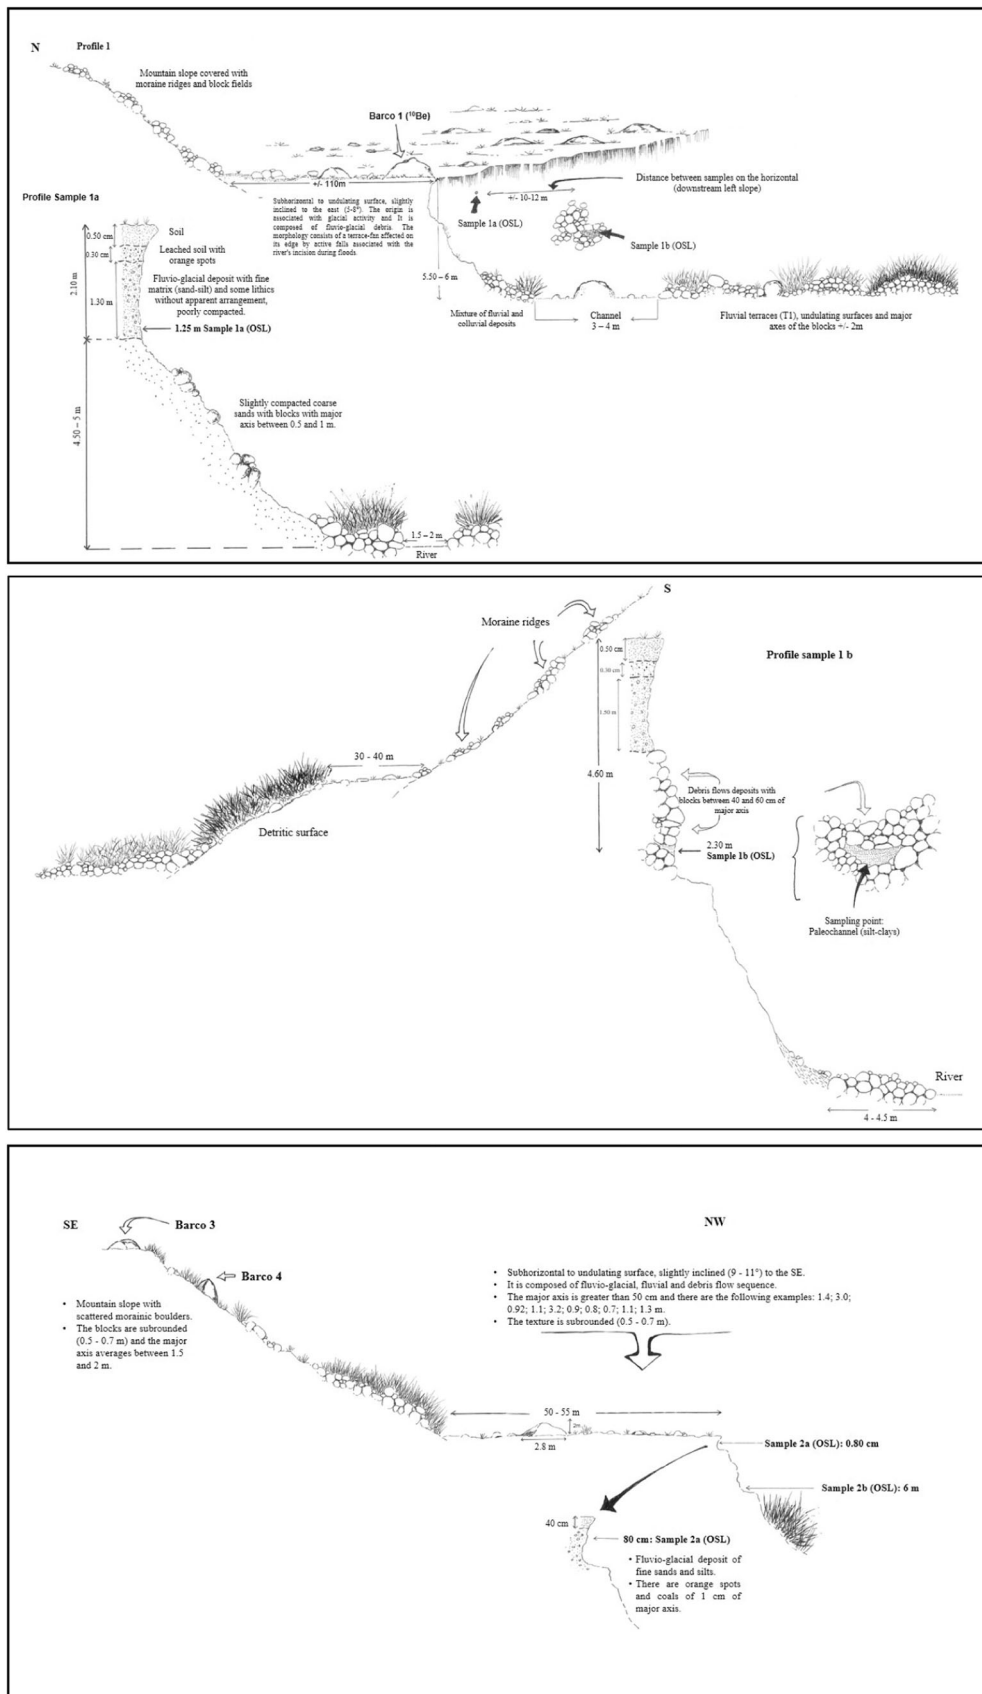 N
Profile 1
Mountain slope covered with
moraine ridges and block fields
Barco 1 (¹⁰Be)
+/- 110m
Subhorizontal to undulating surface, slightly
inclined to the east (5-8°). The origin is
associated with glacial activity and It is
composed of fluvio-glacial debris. The
morphology consists of a terrace-fan affected on
its edge by active falls associated with the
river's incision during floods.
Distance between samples on the horizontal
(downstream left slope)
+/- 10-12 m
Sample 1a (OSL)
Sample 1b (OSL)
5.50 – 6 m
Mixture of fluvial and
colluvial deposits
Channel
3 – 4 m
Fluvial terraces (T1), undulating surfaces and major
axes of the blocks +/- 2m
Profile Sample 1a
0.50 cm
Soil
0.30 cm
Leached soil with
orange spots
2.10 m
1.30 m
Fluvio-glacial deposit with fine
matrix (sand-silt) and some lithics
without apparent arrangement,
poorly compacted.
1.25 m Sample 1a (OSL)
4.50 – 5 m
Slightly compacted coarse
sands with blocks with major
axis between 0.5 and 1 m.
1.5 – 2 m
River
S
Moraine ridges
30 - 40 m
Detritic surface
Profile sample 1 b
0.50 cm
0.30 cm
1.50 m
4.60 m
Debris flows deposits with
blocks between 40 and 60 cm of
major axis
2.30 m
Sample 1b (OSL)
Sampling point:
Paleochannel (silt-clays)
River
4 - 4.5 m
SE
Barco 3
Barco 4
• Mountain slope with
scattered morainic boulders.
• The blocks are subrounded
(0.5 - 0.7 m) and the major
axis averages between 1.5
and 2 m.
NW
• Subhorizontal to undulating surface, slightly inclined (9 - 11°) to the SE.
• It is composed of fluvio-glacial, fluvial and debris flow sequence.
• The major axis is greater than 50 cm and there are the following examples: 1.4; 3.0;
0.92; 1.1; 3.2; 0.9; 0.8; 0.7; 1.1; 1.3 m.
• The texture is subrounded (0.5 - 0.7 m).
50 - 55 m
2m
2.8 m
Sample 2a (OSL): 0.80 cm
Sample 2b (OSL): 6 m
40 cm
80 cm: Sample 2a (OSL)
• Fluvio-glacial deposit of
fine sands and silts.
• There are orange spots
and coals of 1 cm of
major axis.